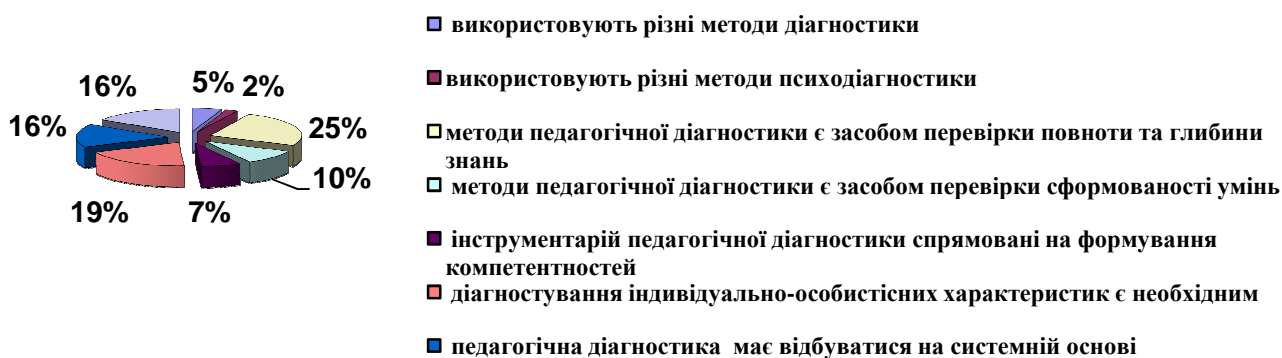 використовують різні методи діагностики
16%
5%
2%
використовують різні методи психодіагностики
16%
25%
методи педагогічної діагностики є засобом перевірки повноти та глибини
знань
10%
методи педагогічної діагностики є засобом перевірки сформованості умінь
19%
7%
інструментарій педагогічної діагностики спрямовані на формування
компетентностей
діагностування індивідуально-особистісних характеристик є необхідним
педагогічна діагностика має відбуватися на системній основі